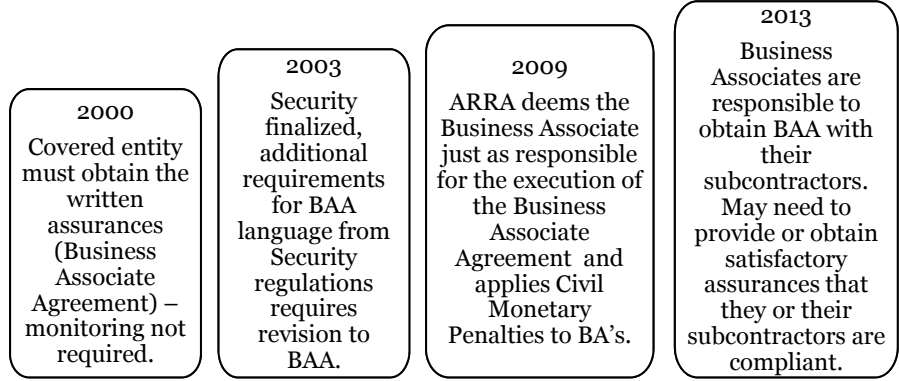 2000
Covered entity
must obtain the
written
assurances
(Business
Associate
Agreement) –
monitoring not
required.
2003
Security
finalized,
additional
requirements
for BAA
language from
Security
regulations
requires
revision to
BAA.
2009
ARRA deems the
Business Associate
just as responsible
for the execution of
the Business
Associate
Agreement and
applies Civil
Monetary
Penalties to BA’s.
2013
Business
Associates are
responsible to
obtain BAA with
their
subcontractors.
May need to
provide or obtain
satisfactory
assurances that
they or their
subcontractors are
compliant.